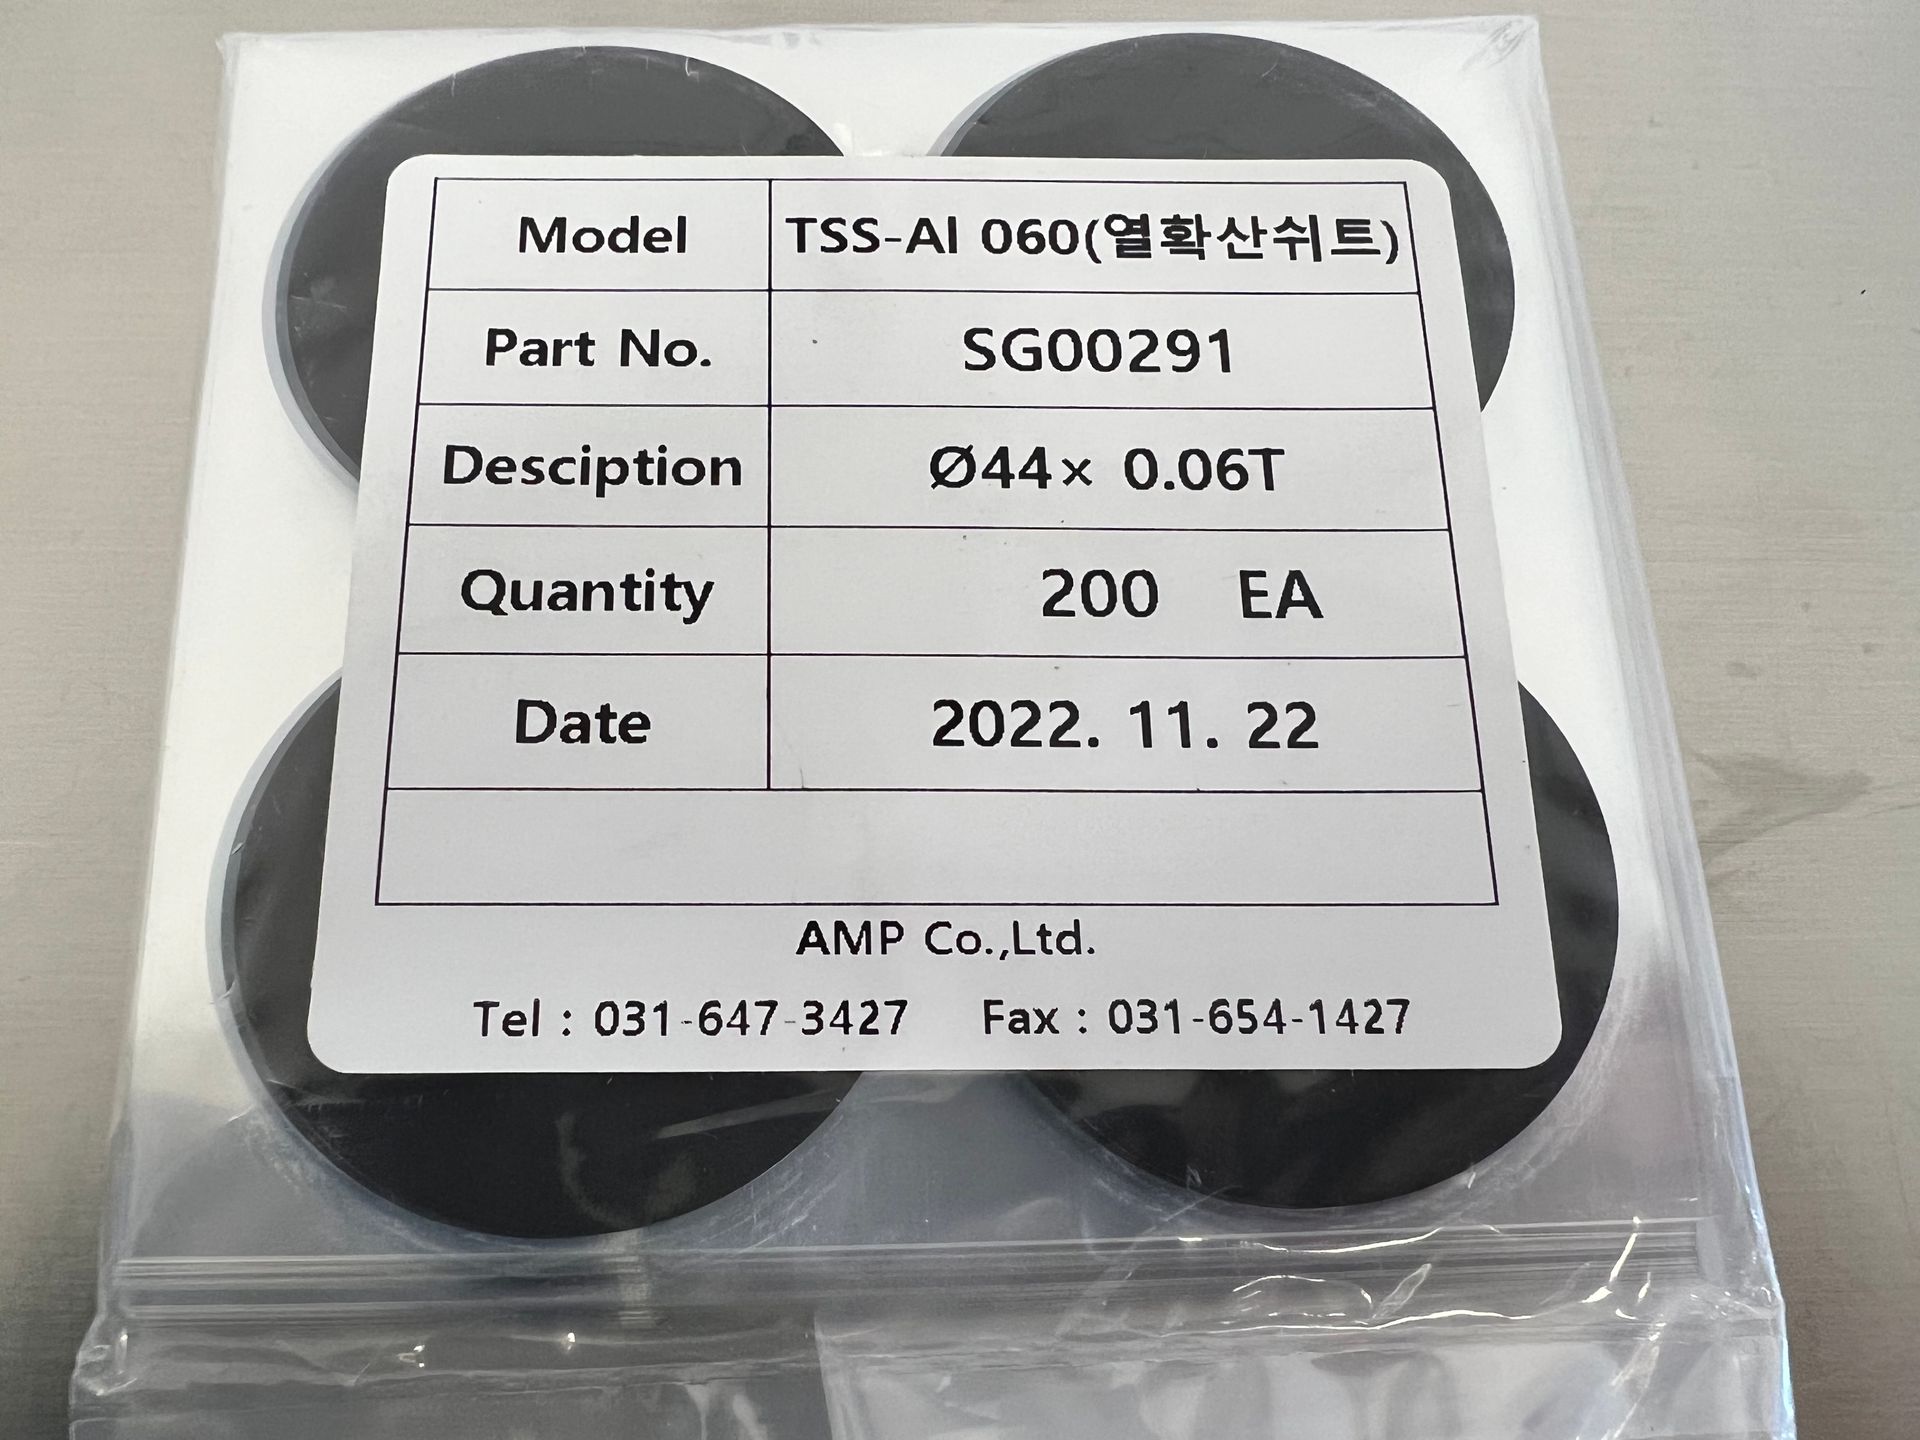 Model TSS-Al 060(열확산쉬트)
Part No. SG00291
Desciption Ø44× 0.06T
Quantity 200 EA
Date 2022. 11. 22
AMP Co.,Ltd.
Tel : 031-647-3427 Fax : 031-654-1427